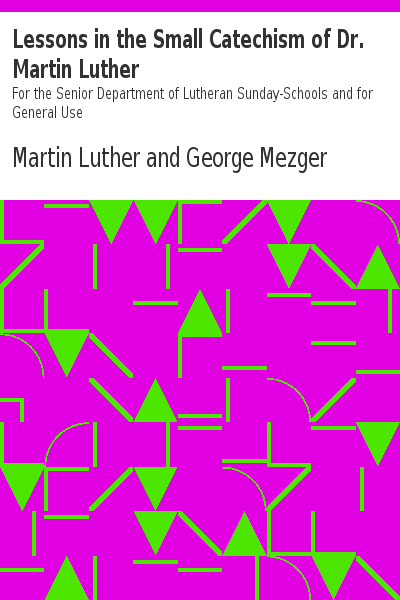 Lessons in the Small Catechism of Dr.
Martin Luther
For the Senior Department of Lutheran Sunday-Schools and for
General Use
Martin Luther and George Mezger